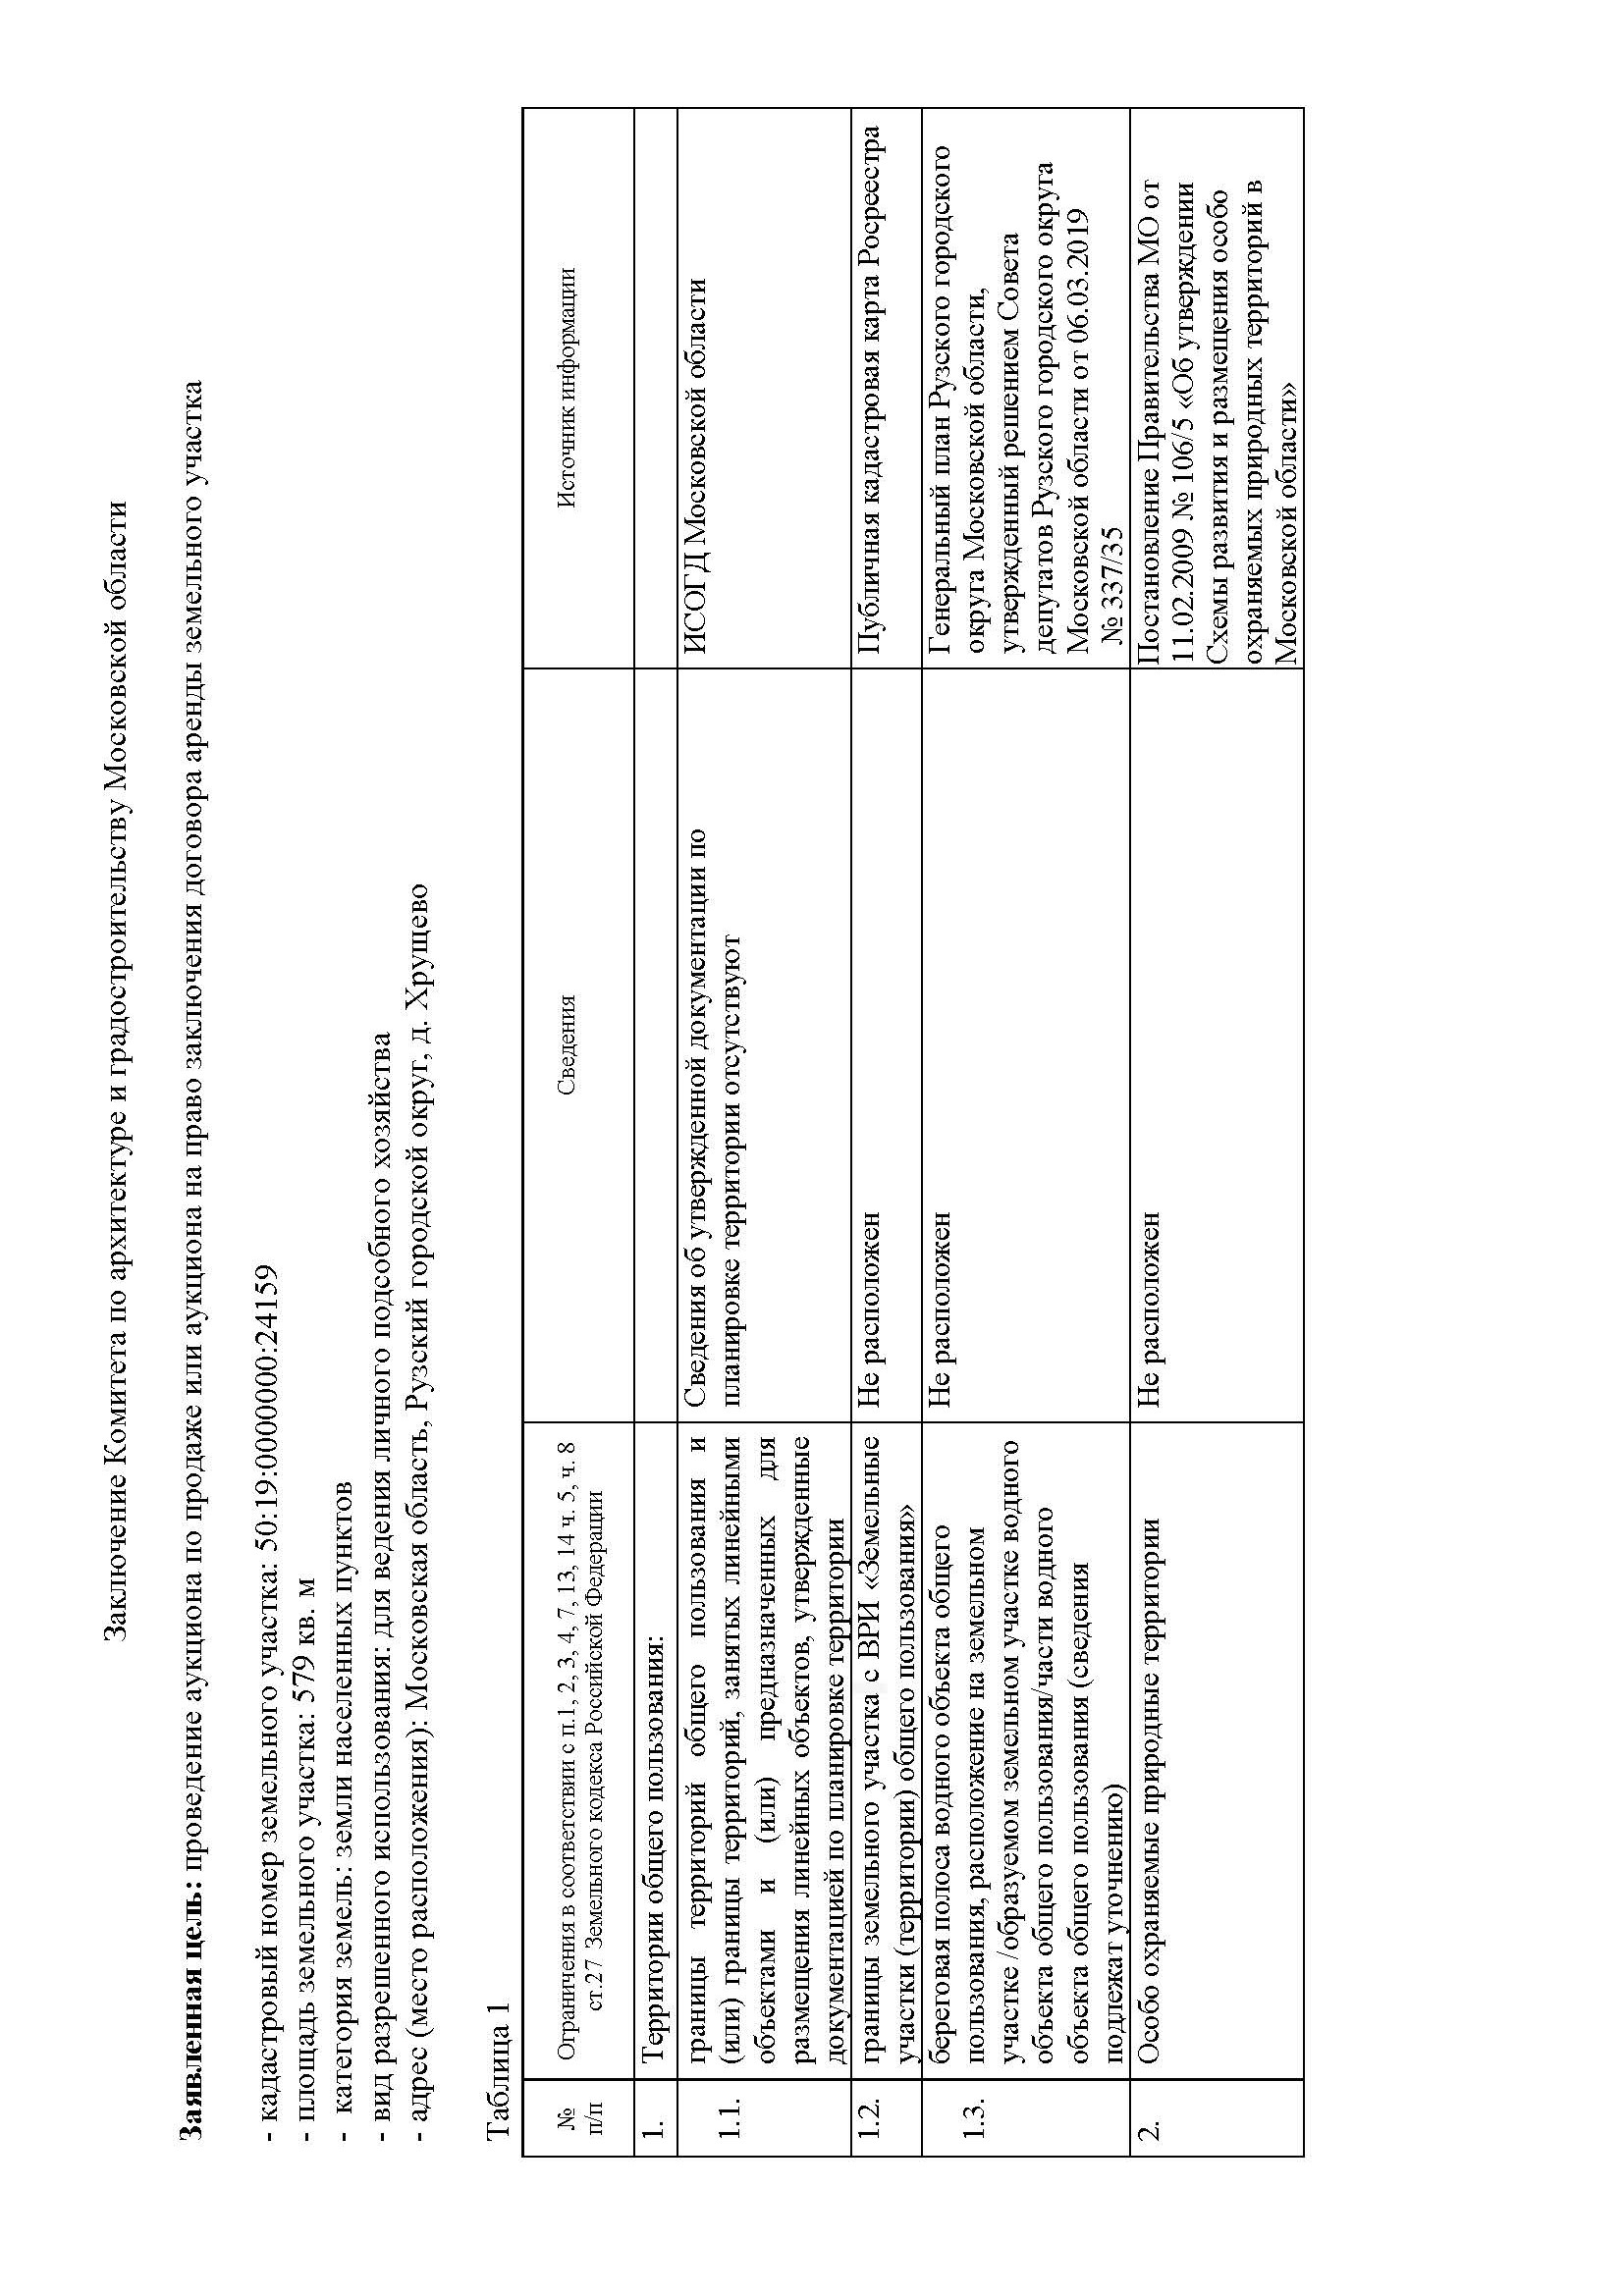 Заключение Комитета по архитектуре и градостроительству Московской области
Заявленная цель: проведение аукциона по продаже или аукциона на право заключения договора аренды земельного участка
- кадастровый номер земельного участка: 50:19:0000000:24159
- площадь земельного участка: 579 кв. м
- категория земель: земли населенных пунктов
- вид разрешенного использования: для ведения личного подсобного хозяйства
- адрес (место расположения): Московская область, Рузский городской округ, д. Хрущево
Таблица 1
№
п/п
Ограничения в соответствии с п.1, 2, 3, 4, 7, 13, 14 ч. 5, ч. 8
ст.27 Земельного кодекса Российской Федерации
Сведения
Источник информации
1.
Территории общего пользования:
1.1.
границы территорий общего пользования и
(или) границы территорий, занятых линейными
объектами и (или) предназначенных для
размещения линейных объектов, утвержденные
документацией по планировке территории
Сведения об утвержденной документации по
планировке территории отсутствуют
ИСОГД Московской области
1.2.
границы земельного участка с ВРИ «Земельные
участки (территории) общего пользования»
Не расположен
Публичная кадастровая карта Росреестра
1.3.
береговая полоса водного объекта общего
пользования, расположение на земельном
участке /образуемом земельном участке водного
объекта общего пользования/части водного
объекта общего пользования (сведения
подлежат уточнению)
Не расположен
Генеральный план Рузского городского
округа Московской области,
утвержденный решением Совета
депутатов Рузского городского округа
Московской области от 06.03.2019
№ 337/35
2.
Особо охраняемые природные территории
Не расположен
Постановление Правительства МО от
11.02.2009 № 106/5 «Об утверждении
Схемы развития и размещения особо
охраняемых природных территорий в
Московской области»